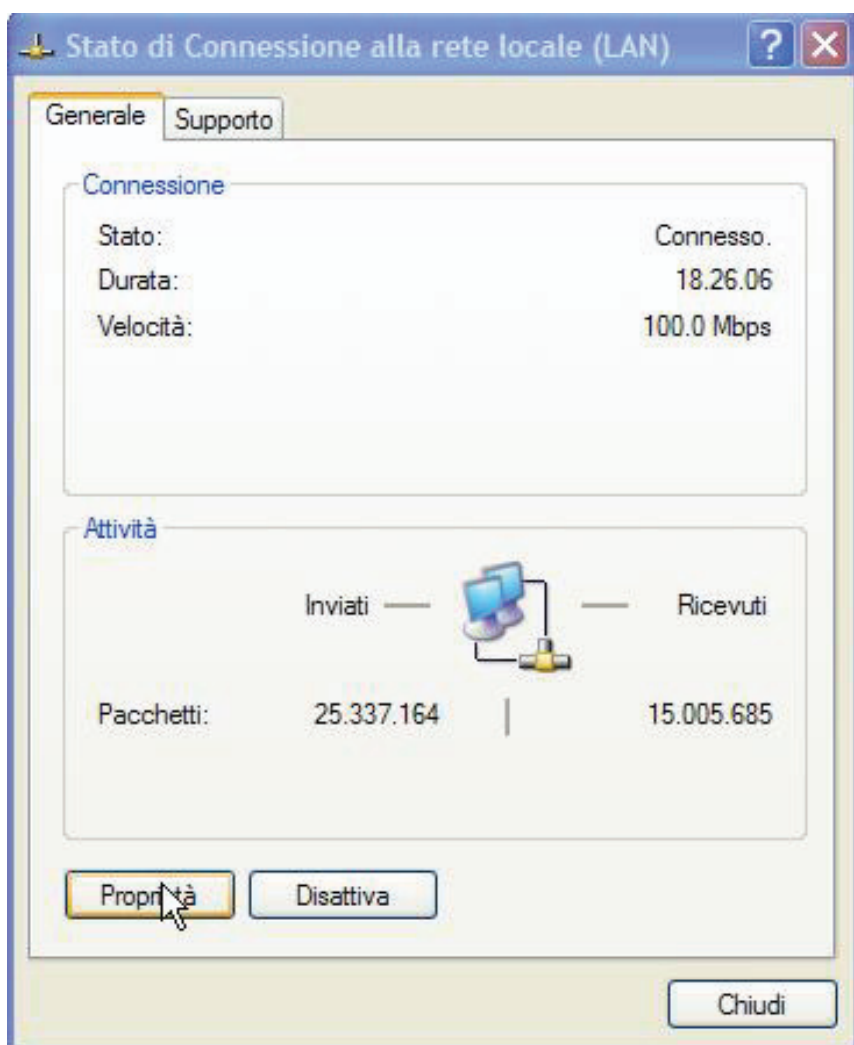 Stato di Connessione alla rete locale (LAN) ?
Generale Supporto
Connessione
Stato: Connesso.
Durata: 18.26.06
Velocità: 100.0 Mbps
Attività
Inviati Ricevuti
Pacchetti: 25.337.164 15.005.685
Proprietà Disattiva
Chiudi